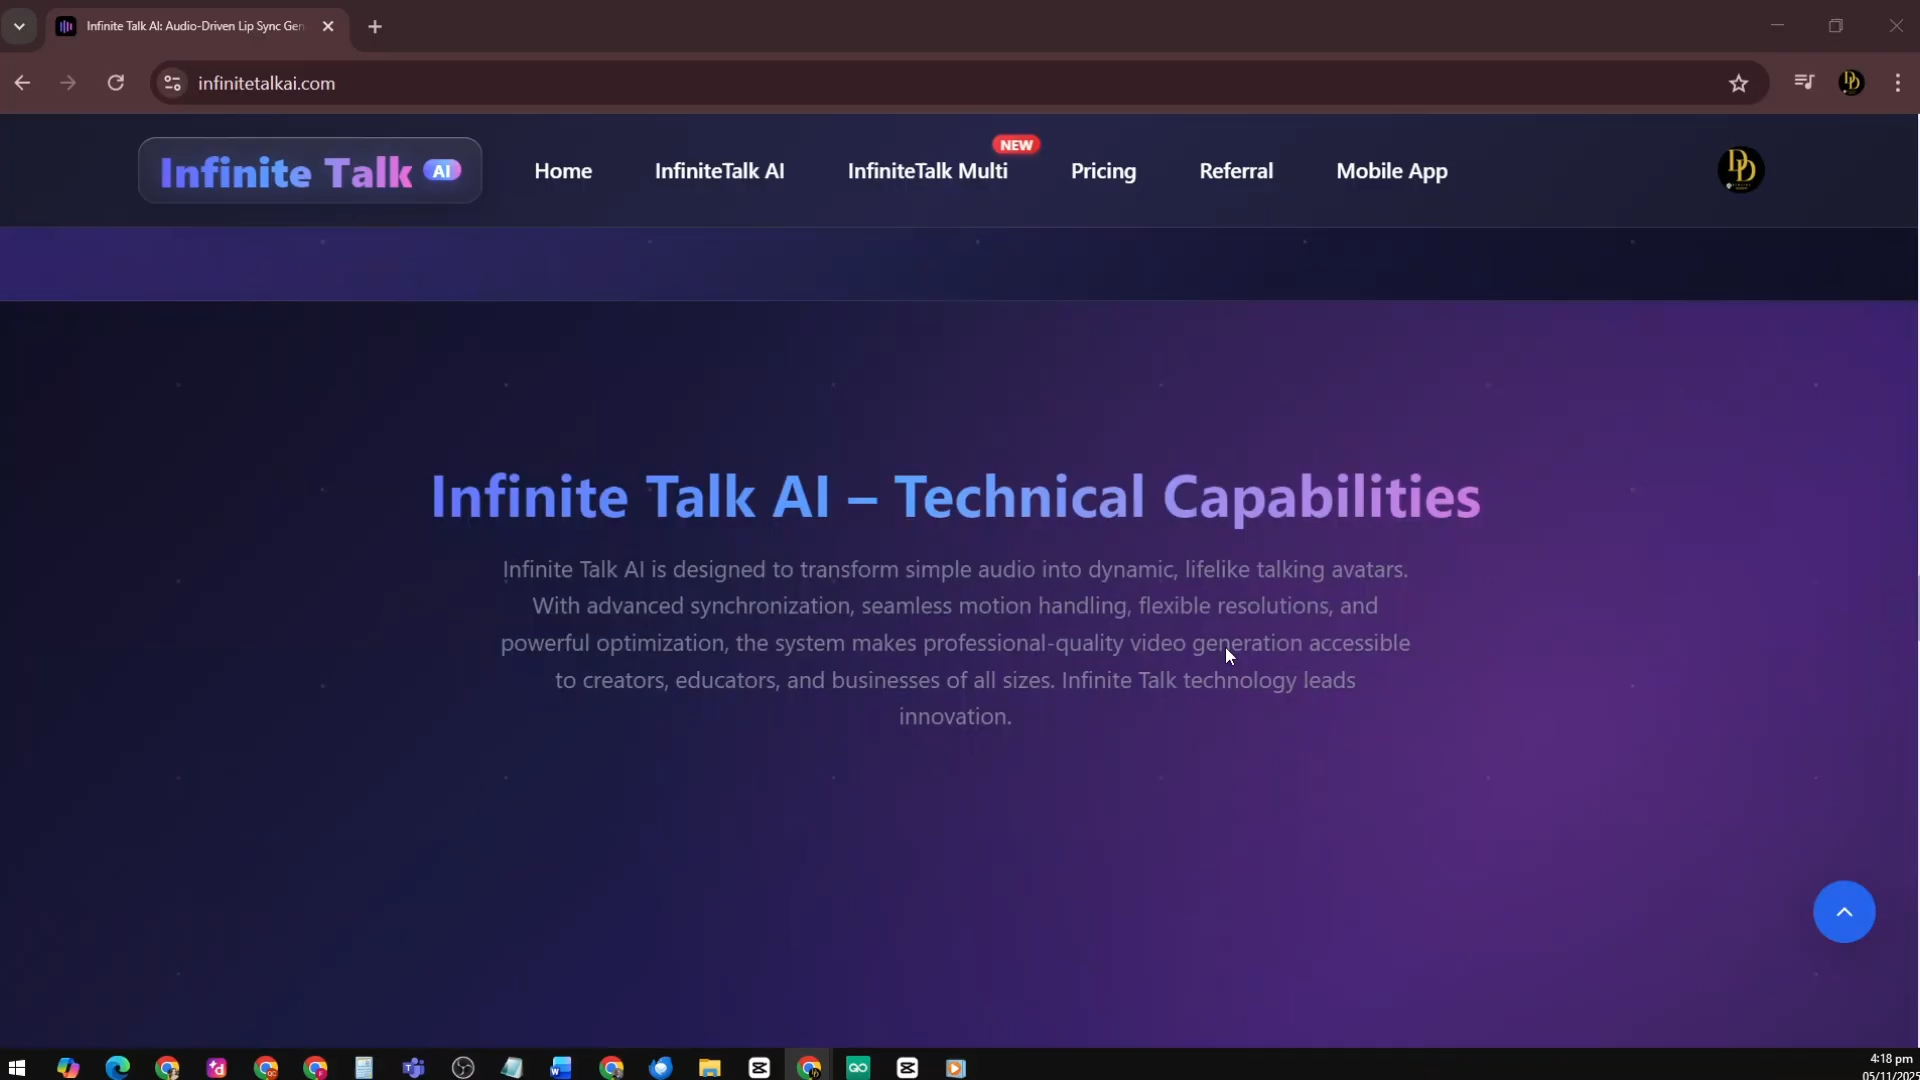 Infinite Talk AI: Audio-Driven Lip Sync Gen
infinitetalkai.com
Infinite Talk AI
Home
InfiniteTalk AI
InfiniteTalk Multi
NEW
Pricing
Referral
Mobile App
Infinite Talk AI – Technical Capabilities
Infinite Talk AI is designed to transform simple audio into dynamic, lifelike talking avatars.
With advanced synchronization, seamless motion handling, flexible resolutions, and
powerful optimization, the system makes professional-quality video generation accessible
to creators, educators, and businesses of all sizes. Infinite Talk technology leads
innovation.
4:18 pm
05/11/2025